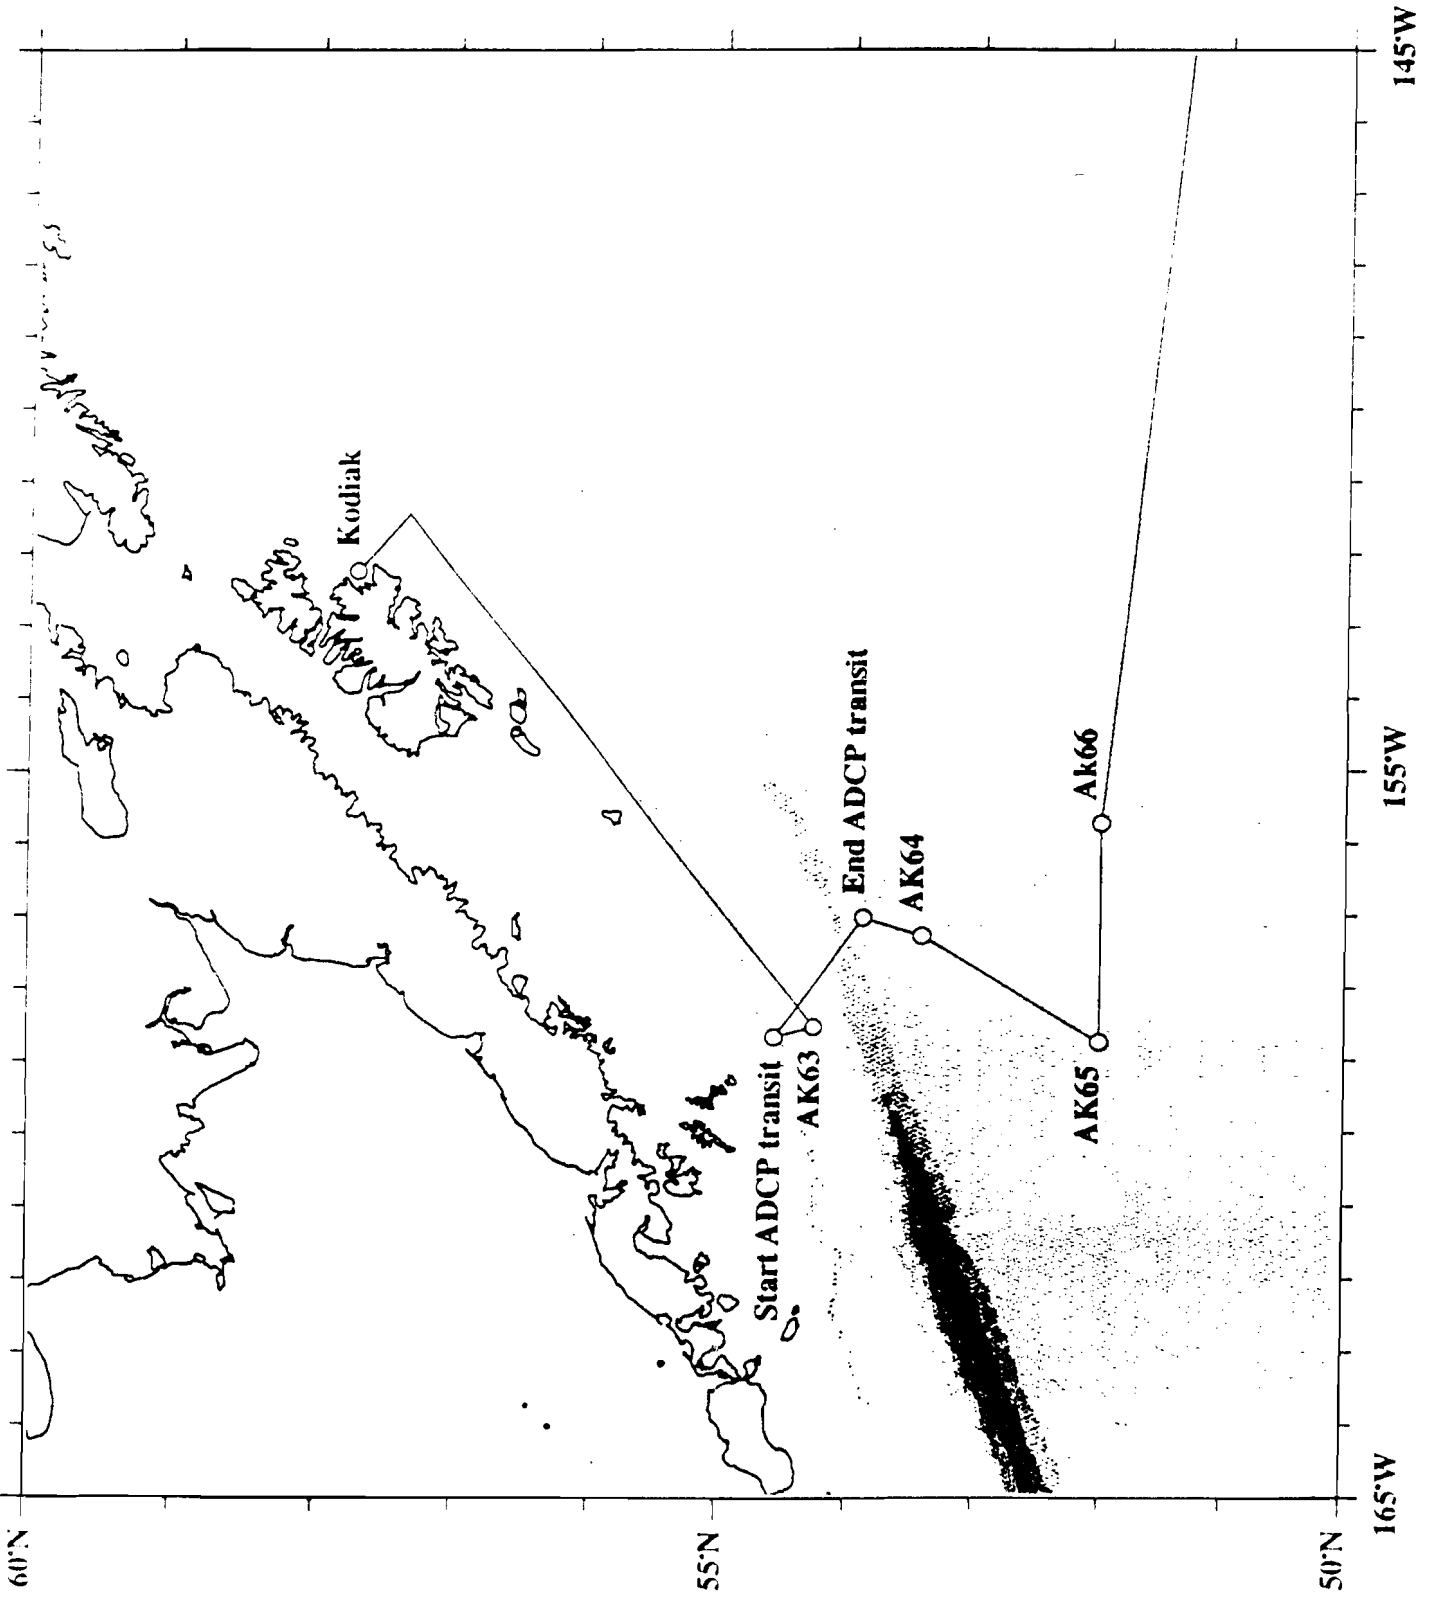 60°N
55°N
50°N
165°W
155°W
145°W
Kodiak
Start ADCP transit
AK63
End ADCP transit
AK64
AK65
Ak66